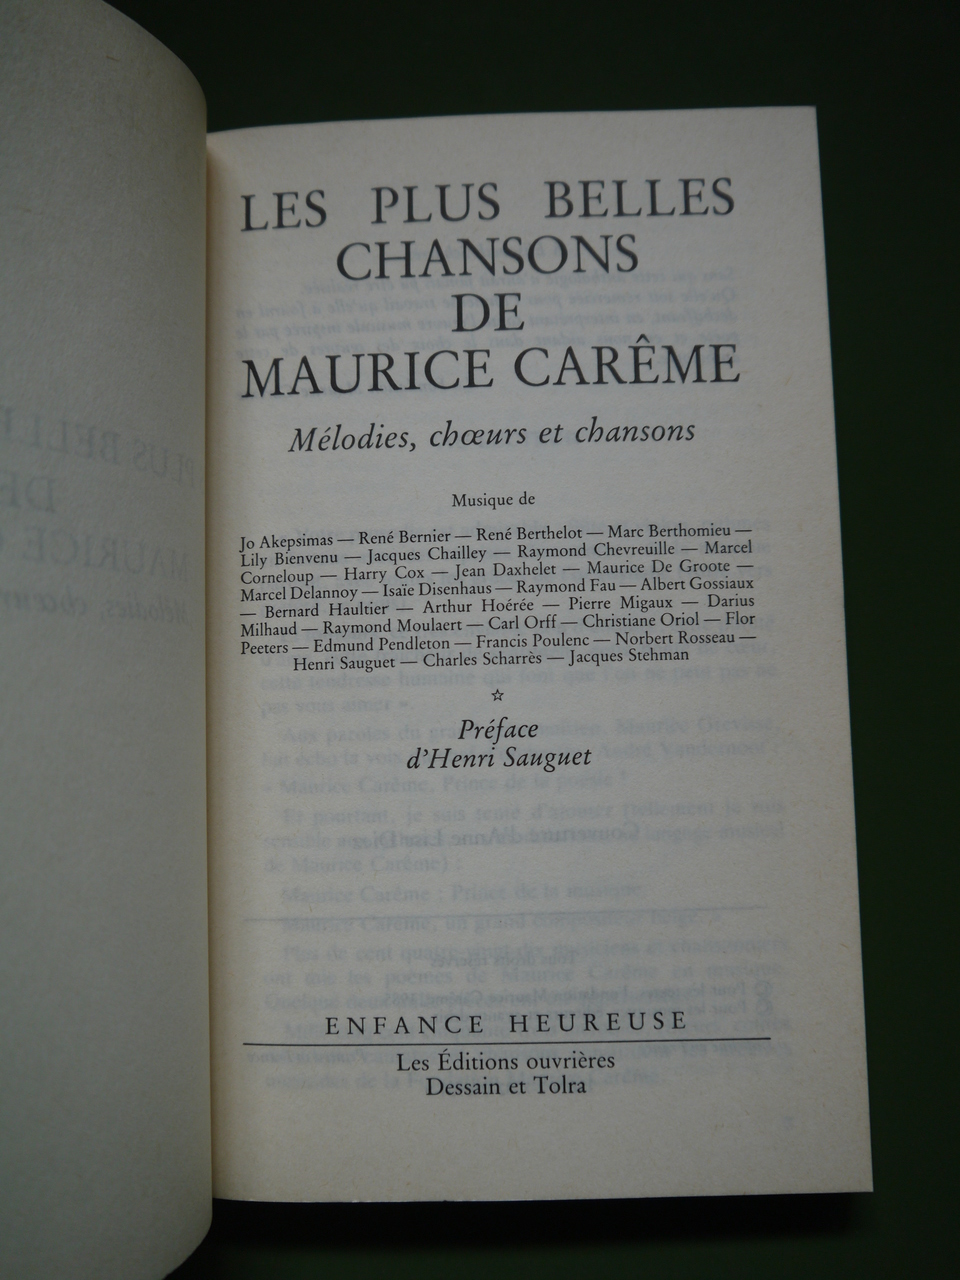 LES PLUS BELLES
CHANSONS
DE
MAURICE CARÊME
Mélodies, chœurs et chansons
Musique de
Jo Akepsimas — René Bernier — René Berthelot — Marc Berthomieu —
Lily Bienvenu — Jacques Chailley — Raymond Chevreuille — Marcel
Corneloup — Harry Cox — Jean Daxhelet — Maurice De Groote —
Marcel Delannoy — Isaïe Disenhaus — Raymond Fau — Albert Gossiaux
— Bernard Haultier — Arthur Hoérée — Pierre Migaux — Darius
Milhaud — Raymond Moulaert — Carl Orff — Christiane Oriol — Flor
Peeters — Edmund Pendleton — Francis Poulenc — Norbert Rosseau —
Henri Sauguet — Charles Scharrès — Jacques Stehman
☆
Préface
d'Henri Sauguet
ENFANCE HEUREUSE
Les Éditions ouvrières
Dessain et Tolra